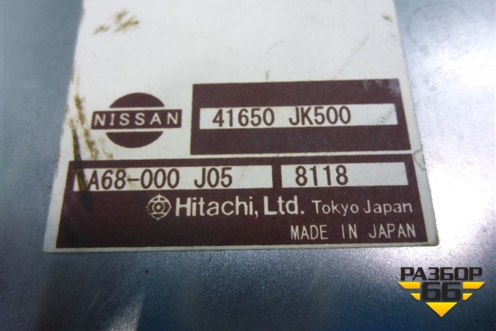 NISSAN
41650 JK500
A68-000 J05
8118
Hitachi, Ltd. Tokyo Japan
MADE IN JAPAN
РАЗБОР
66